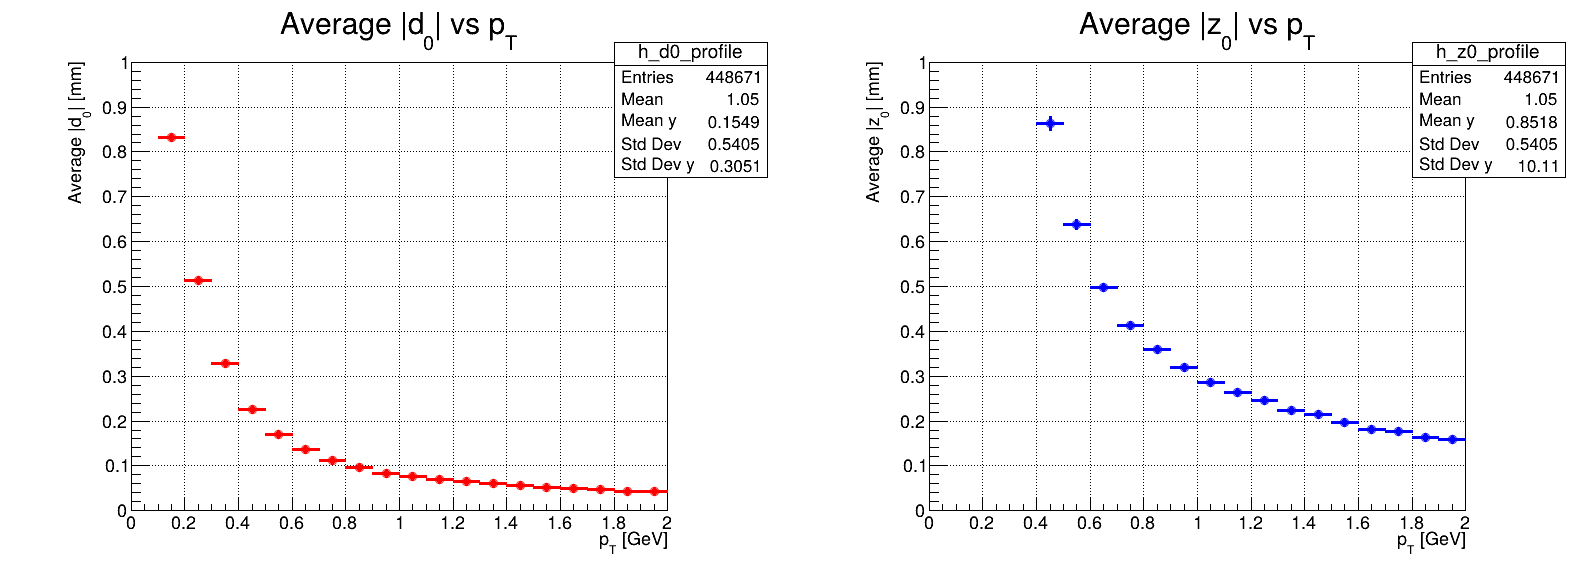 Average |d0| vs pT
h_d0_profile
Entries 448671
Mean 1.05
Mean y 0.1549
Std Dev 0.5405
Std Dev y 0.3051
Average |d0| [mm]
1
0.9
0.8
0.7
0.6
0.5
0.4
0.3
0.2
0.1
0
0 0.2 0.4 0.6 0.8 1 1.2 1.4 1.6 1.8 2
pT [GeV]
Average |z0| vs pT
h_z0_profile
Entries 448671
Mean 1.05
Mean y 0.8518
Std Dev 0.5405
Std Dev y 10.11
Average |z0| [mm]
1
0.9
0.8
0.7
0.6
0.5
0.4
0.3
0.2
0.1
0
0 0.2 0.4 0.6 0.8 1 1.2 1.4 1.6 1.8 2
pT [GeV]